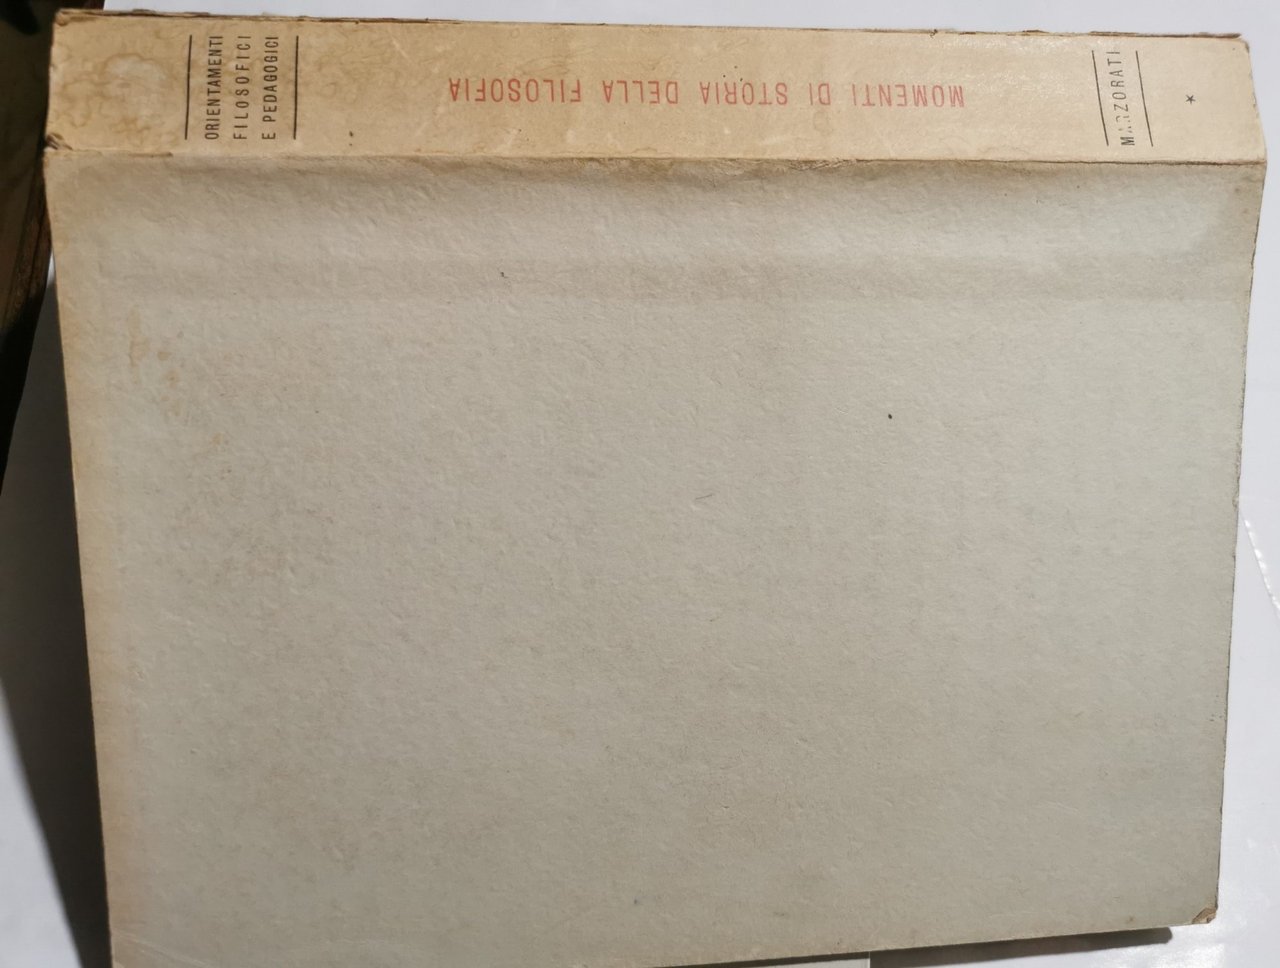 ORIENTAMENTI
FILOSOFICI
E PEDAGOGICI
MOMENTI DI STORIA DELLA FILOSOFIA
MARZORATI
*